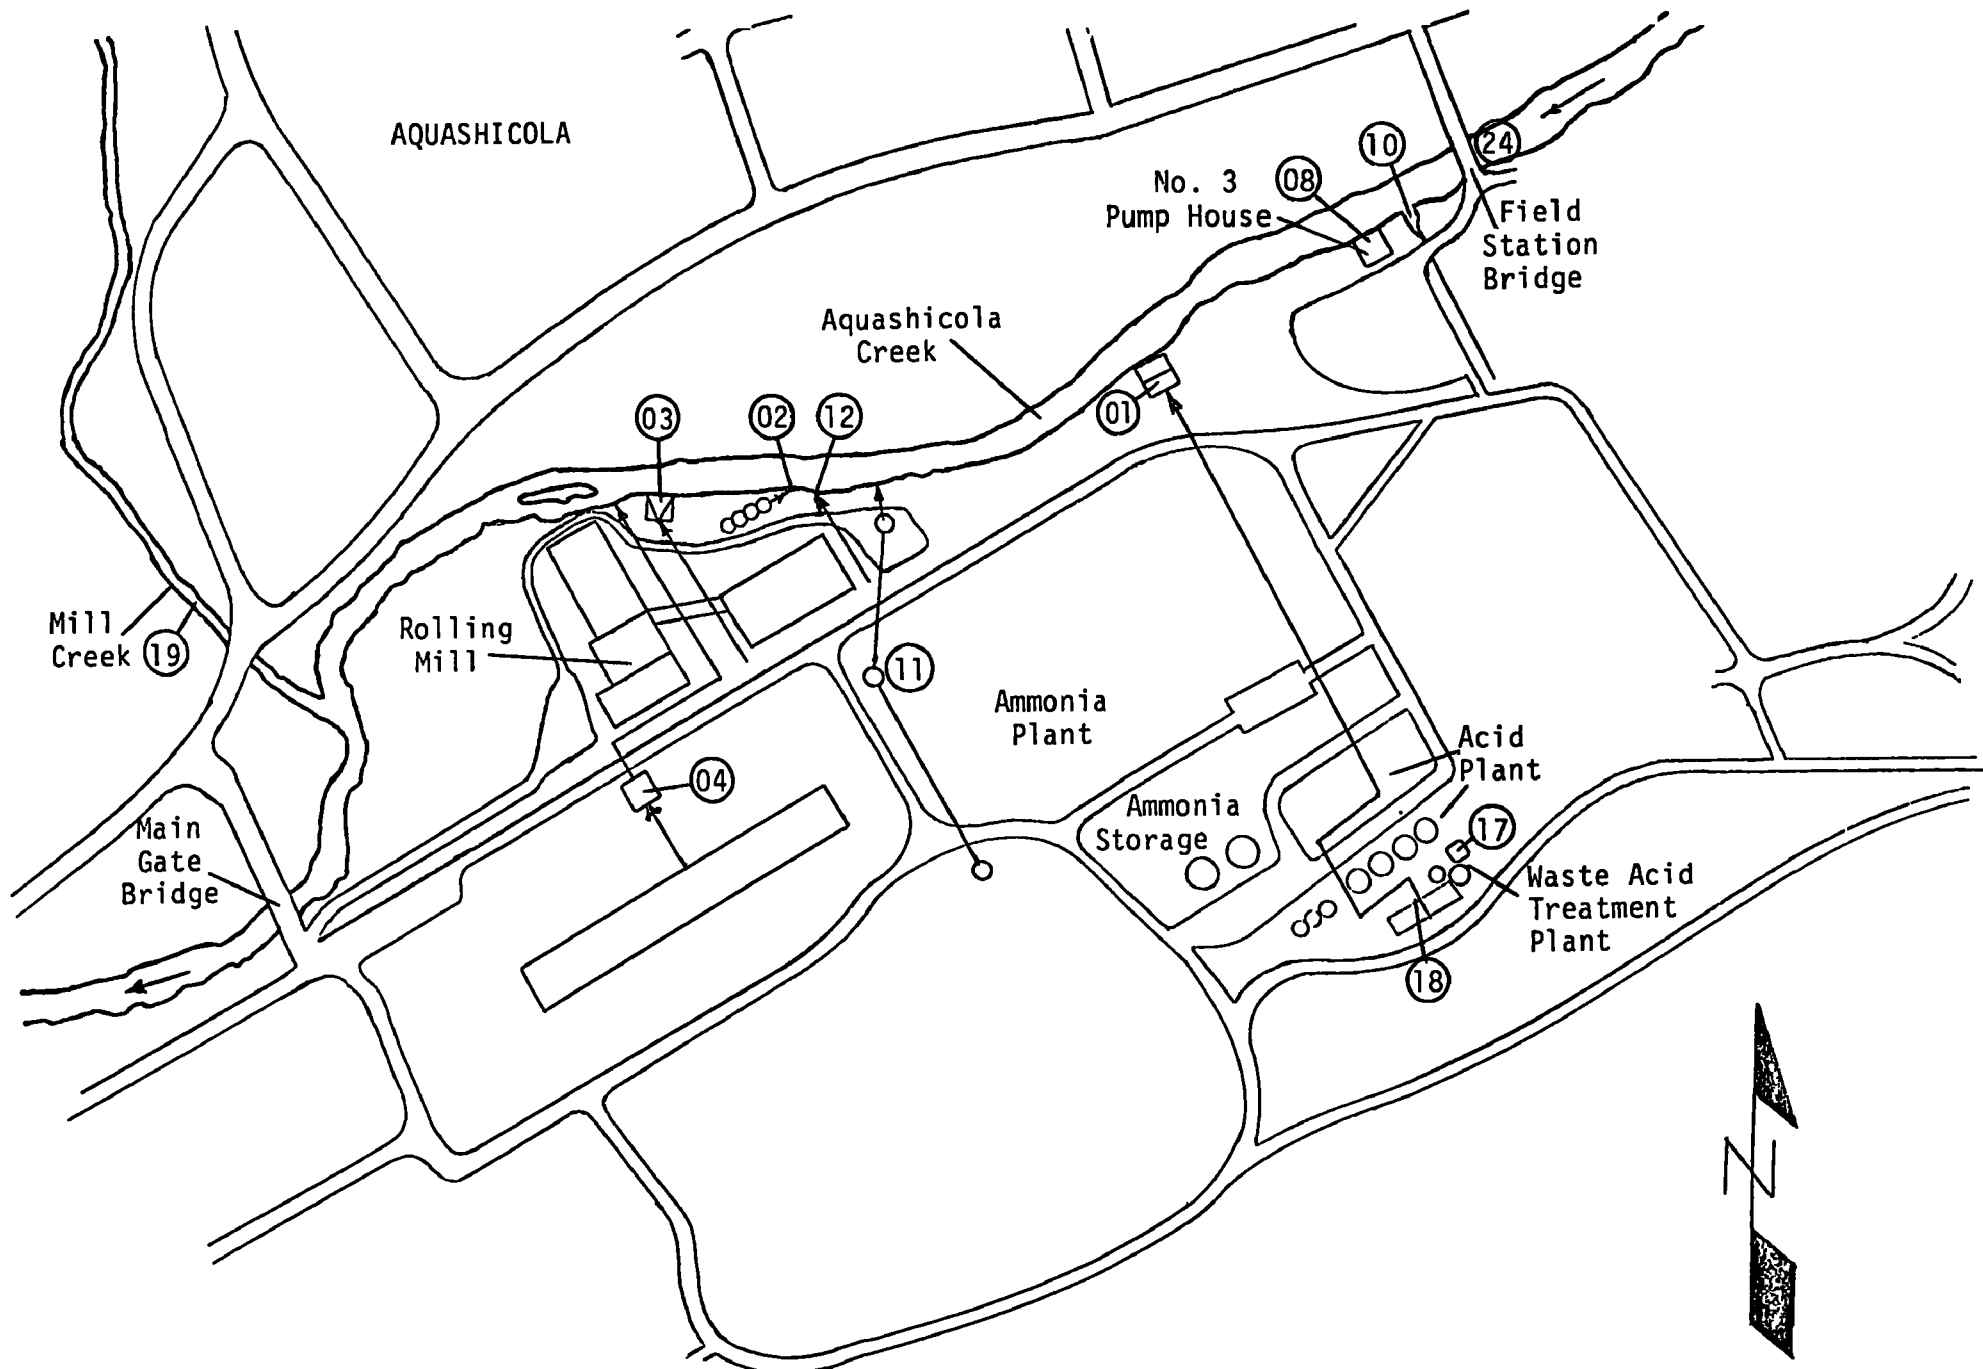 AQUASHICOLA
24
10
No. 3
Pump House
08
Field
Station
Bridge
Aquashicola
Creek
01
03
02
12
Mill
Creek
19
Rolling
Mill
11
Ammonia
Plant
04
Acid
Plant
Ammonia
Storage
17
Main
Gate
Bridge
Waste Acid
Treatment
Plant
18
N